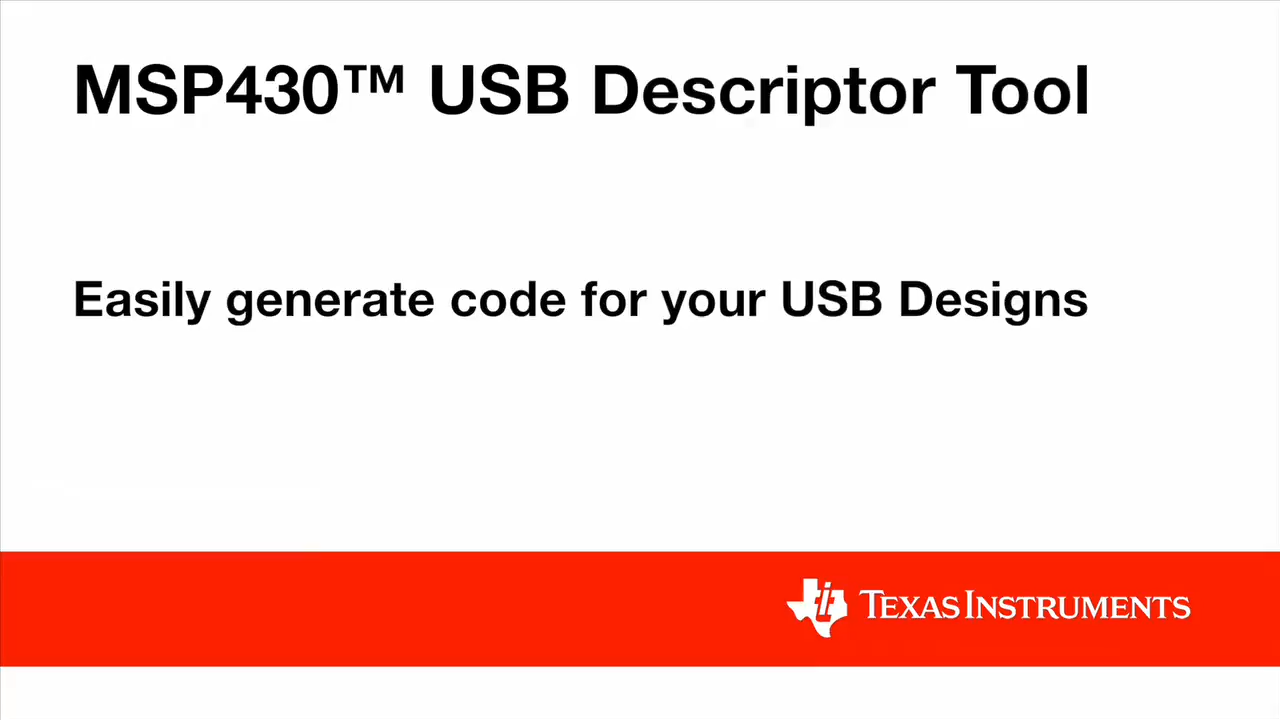 MSP430™ USB Descriptor Tool
Easily generate code for your USB Designs
TEXAS INSTRUMENTS